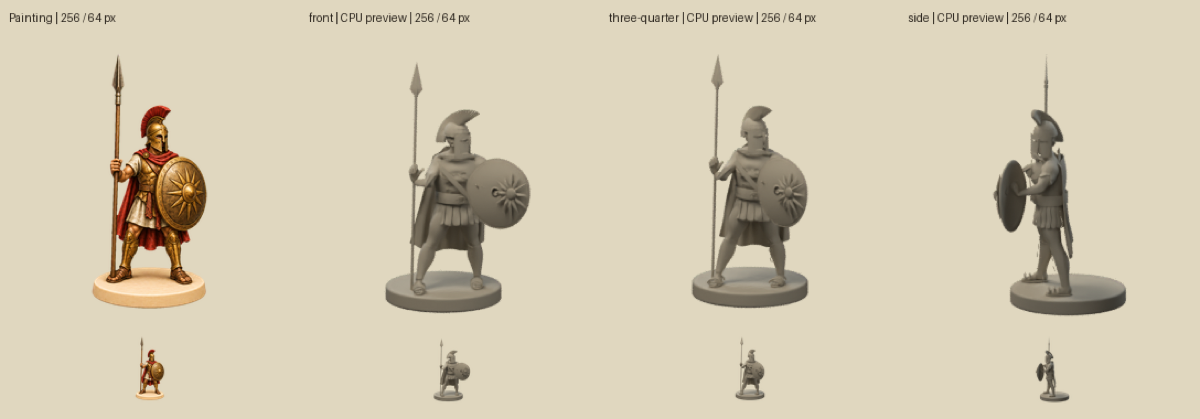 Painting | 256 / 64 px
front | CPU preview | 256 / 64 px
three-quarter | CPU preview | 256 / 64 px
side | CPU preview | 256 / 64 px